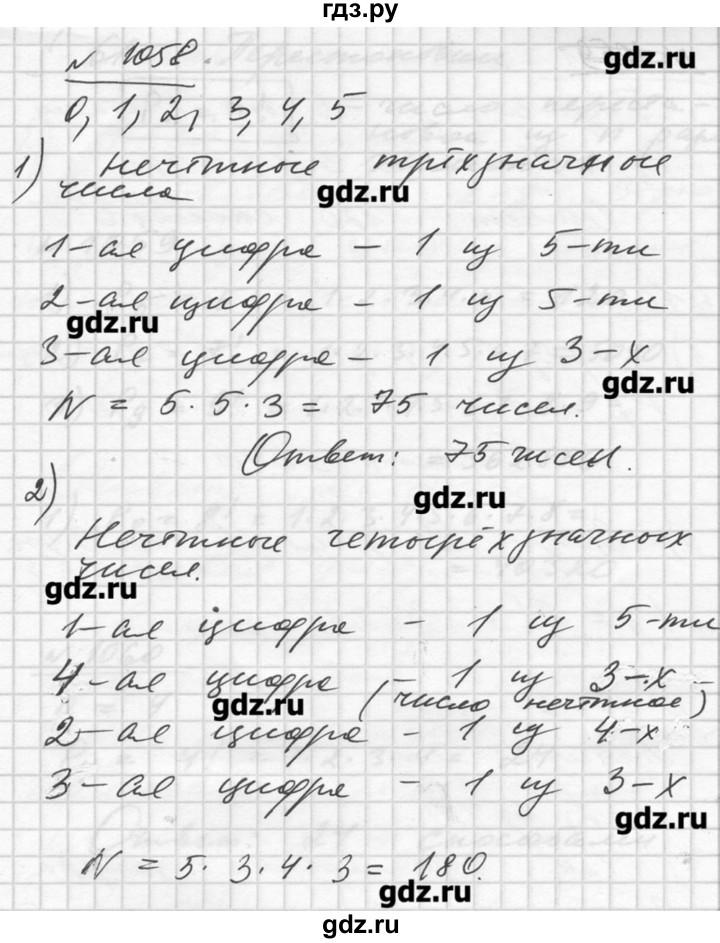 гдз.ру
№ 1058.
gdz.ru
0, 1, 2, 3, 4, 5
1) нечётные трёхзначные
числа
gdz.ru
1-ая цифра – 1 из 5-ти
2-ая цифра – 1 из 5-ти
gdz.ru
3-ая цифра – 1 из 3-х
gdz.ru
N = 5 · 5 · 3 = 75 чисел.
Ответ: 75 чисел.
2)
gdz.ru
Нечётные четырёхзначных
чисел.
gdz.ru
1-ая цифра – 1 из 5-ти
4-ая цифра – 1 из 3-х
gdz.ru
(число нечётное)
2-ая цифра – 1 из 4-х
3-ая цифра – 1 из 3-х
gdz.ru
N = 5 · 3 · 4 · 3 = 180.
gdz.ru
gdz.ru